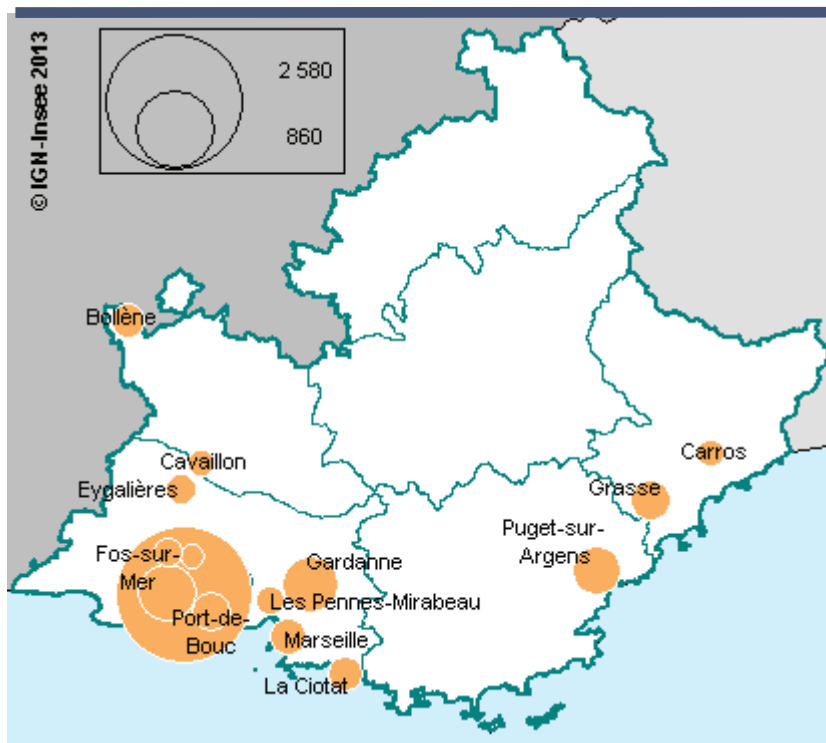 © IGN-Insee 2013
2 580
860
Bollène
Cavaillon
Eygalières
Carros
Grasse
Puget-sur-
Argens
Fos-sur-
Mer
Gardanne
Les Pennes-Mirabeau
Port-de-
Bouc
Marseille
La Ciotat